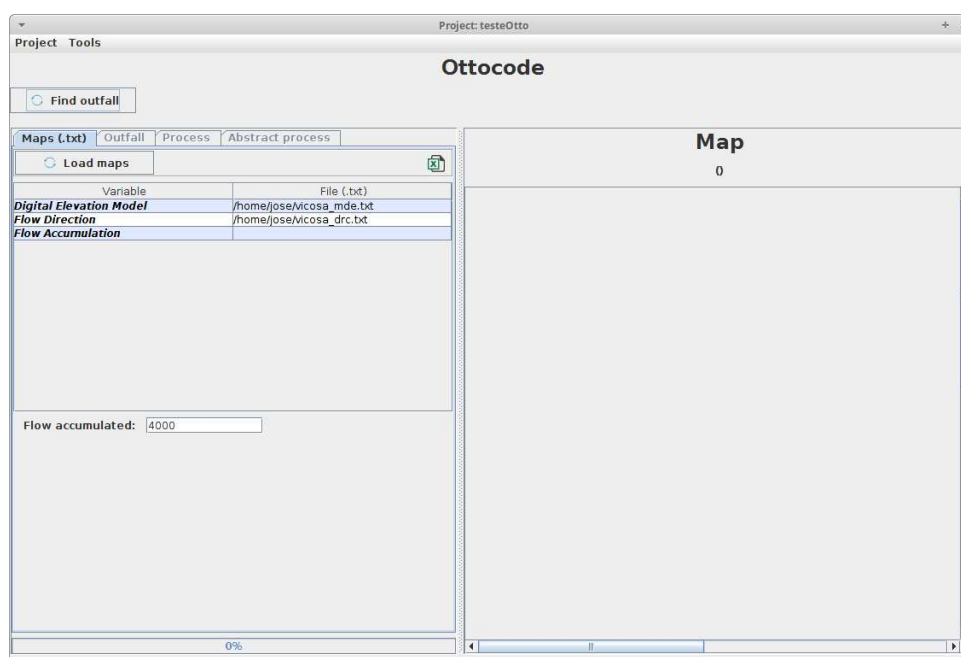 Project: testeOtto
Project Tools
Ottocode
Find outfall
Maps (.txt) Outfall Process Abstract process
Load maps
Variable File (.txt)
Digital Elevation Model /home/jose/vicosa_mde.txt
Flow Direction /home/jose/vicosa_drc.txt
Flow Accumulation
Flow accumulated: 4000
0%
Map
0